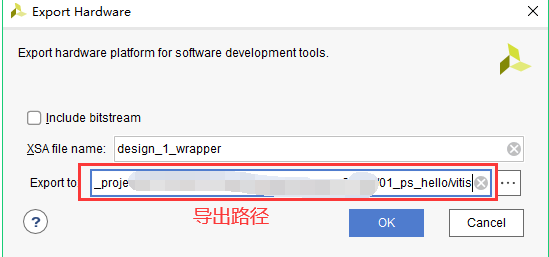 Export Hardware
Export hardware platform for software development tools.
Include bitstream
XSA file name: design_1_wrapper
Export to: _proje /01_ps_hello/vitis ...
导出路径
? OK Cancel